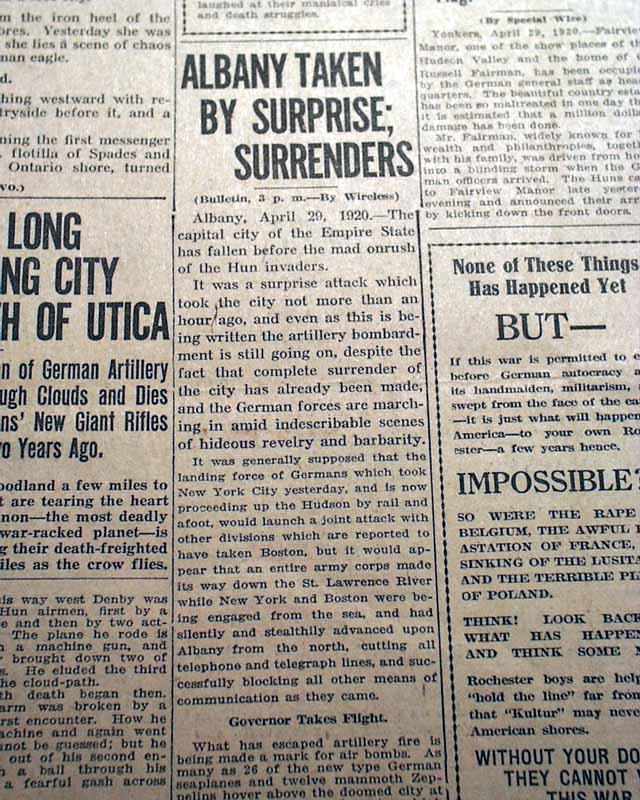 m the iron heel of the
ores. Yesterday she was
she lies a scene of chaos
man eagle.
d.
hing westward with re-
tryside before it, and a
ning the first messenger
flotilla of Spades and
Ontario shore, turned
wo.)
LONG
NG CITY
H OF UTICA
n of German Artillery
ugh Clouds and Dies
ans' New Giant Rifles
wo Years Ago.
oodland a few miles to
t are tearing the heart
nnon—the most deadly
war-racked planet—is
g their death-freighted
iles as the crow flies.
his way west Denby was
Hun airmen, first by a
e and then by two act-
The plane he rode is
h a machine gun, and
brought down two of
s. He eluded the third
the cloud-path.
th death began then.
arm was broken by a
rst encounter. How he
achine and again went
not be guessed; but he
out of his second en-
h a ball through his
a fearful gash across
laughed at their maniacal cries
and death struggles.
ALBANY TAKEN
BY SURPRISE;
SURRENDERS
(Bulletin, 3 p. m.—By Wireless)
Albany, April 29, 1920.—The
capital city of the Empire State
has fallen before the mad onrush
of the Hun invaders.
It was a surprise attack which
took the city not more than an
hour ago, and even as this is be-
ing written the artillery bombard-
ment is still going on, despite the
fact that complete surrender of
the city has already been made,
and the German forces are march-
ing in amid indescribable scenes
of hideous revelry and barbarity.
It was generally supposed that the
landing force of Germans which took
New York City yesterday, and is now
proceeding up the Hudson by rail and
afoot, would launch a joint attack with
other divisions which are reported to
have taken Boston, but it would ap-
pear that an entire army corps made
its way down the St. Lawrence River
while New York and Boston were be-
ing engaged from the sea, and had
silently and stealthily advanced upon
Albany from the north, cutting all
telephone and telegraph lines, and suc-
cessfully blocking all other means of
communication as they came.
Governor Takes Flight.
What has escaped artillery fire is
being made a mark for air bombs. As
many as 26 of the new type German
seaplanes and twelve mammoth Zep-
pelins hover above the doomed city at
(By Special Wire)
Yonkers, April 29, 1920.—Fairview
Manor, one of the show places of the
Hudson Valley and the home of
Russell Fairman, has been occupied
by the German general staff as
quarters. The beautiful country esta
has been so maltreated in one day th
it is estimated that a million dolla
damage has been done.
Mr. Fairman, widely known for
wealth and philanthropies, togeth
with his family, was driven from ho
into a blinding storm when the G
man officers arrived. The Huns ca
to Fairview Manor late yester
evening and announced their arr
by kicking down the front doors.
None of These Things
Has Happened Yet
BUT—
If this war is permitted to e
before German autocracy a
its handmaiden, militarism,
swept from the face of the ea
—it is just what will happen
America—to your own Ro
ester—a few years hence.
IMPOSSIBLE?
SO WERE THE RAPE
BELGIUM, THE AWFUL
ASTATION OF FRANCE,
SINKING OF THE LUSITA
AND THE TERRIBLE PL
OF POLAND.
THINK! LOOK BACK
WHAT HAS HAPPEN
AND THINK SOME M
Rochester boys are help
"hold the line" far from
that "Kultur" may never
American shores.
WITHOUT YOUR DO
THEY CANNOT
THIS WAR